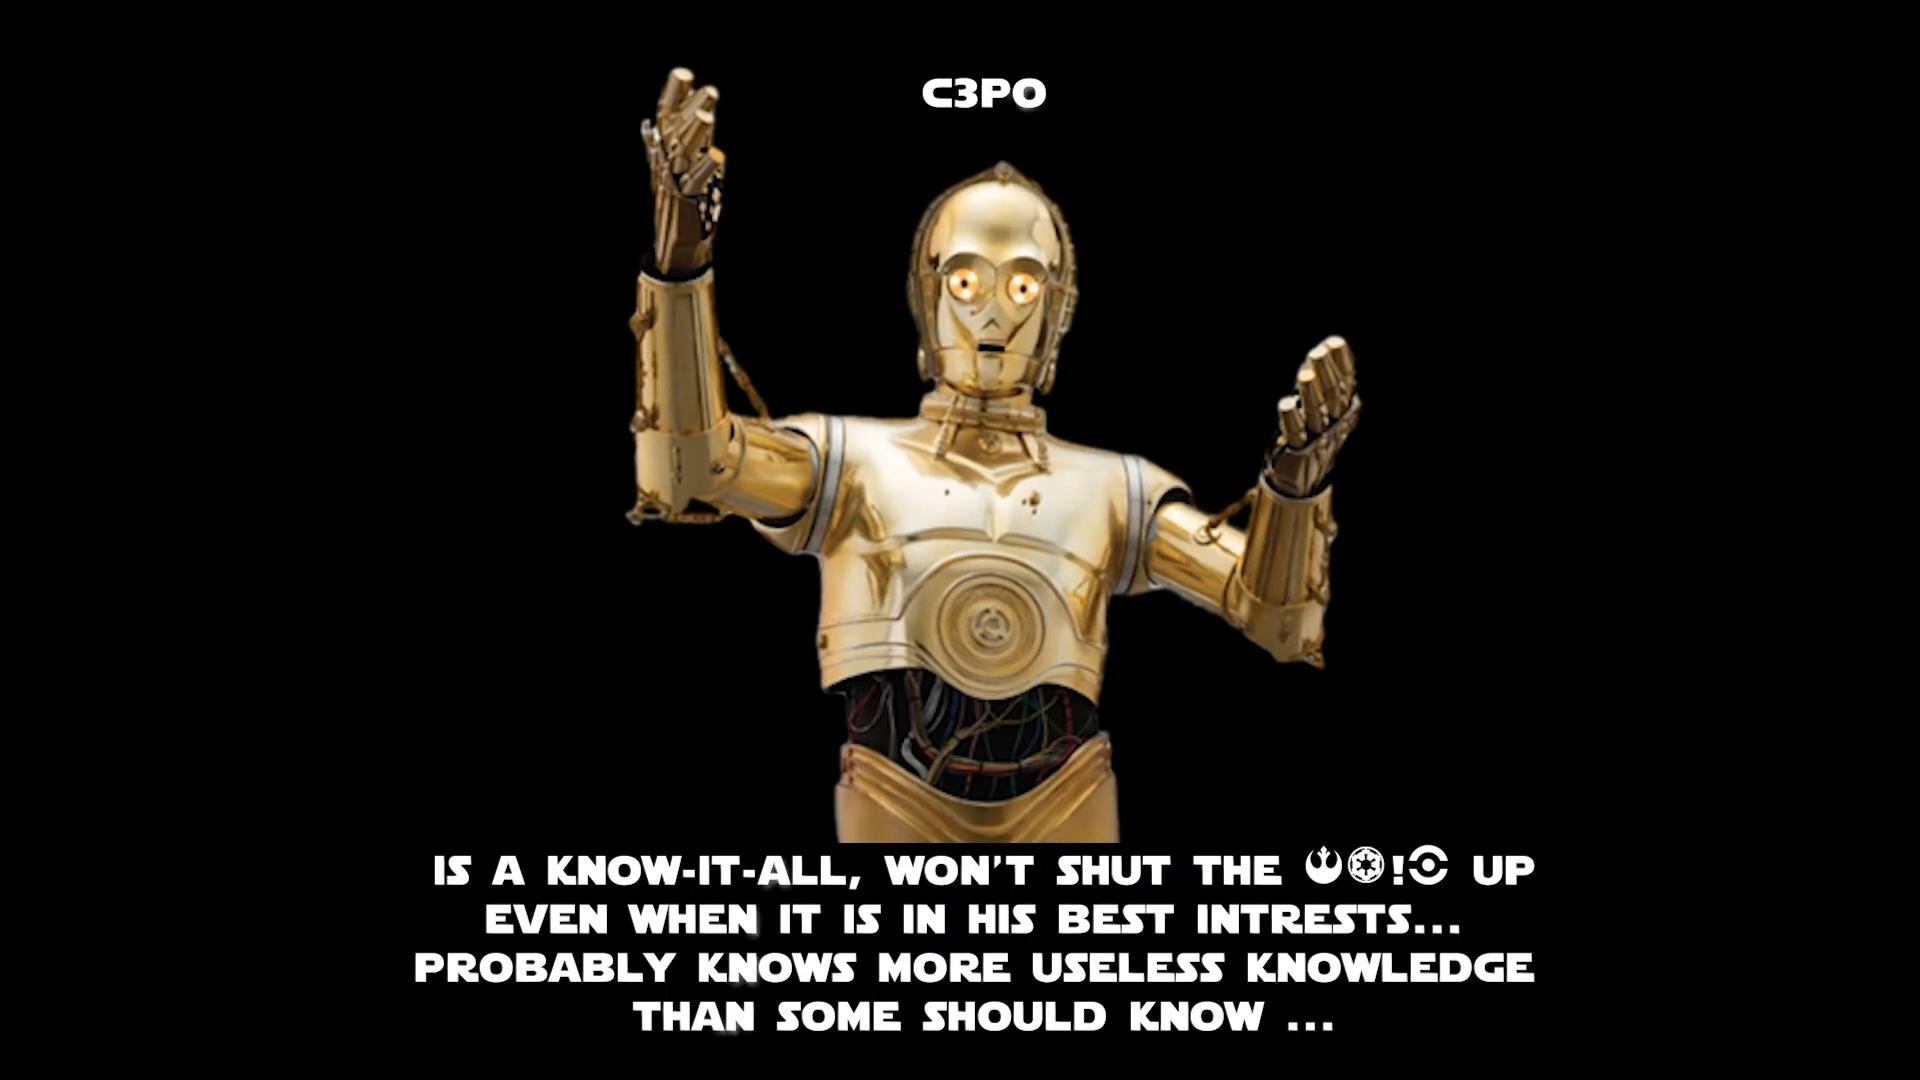 C3PO
IS A KNOW-IT-ALL, WON'T SHUT THE ! UP
EVEN WHEN IT IS IN HIS BEST INTRESTS...
PROBABLY KNOWS MORE USELESS KNOWLEDGE
THAN SOME SHOULD KNOW ...